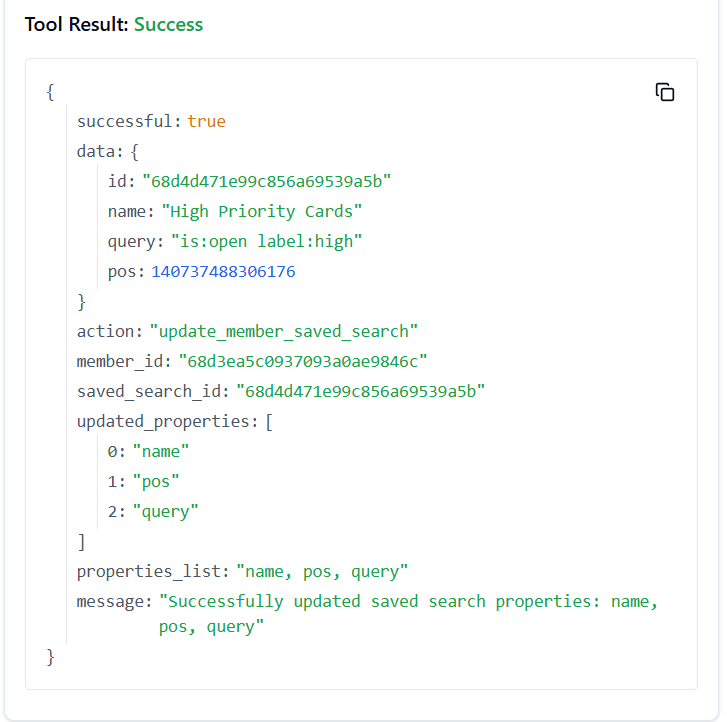 Tool Result: Success
{
successful: true
data: {
id: "68d4d471e99c856a69539a5b"
name: "High Priority Cards"
query: "is:open label:high"
pos: 140737488306176
}
action: "update_member_saved_search"
member_id: "68d3ea5c0937093a0ae9846c"
saved_search_id: "68d4d471e99c856a69539a5b"
updated_properties: [
0: "name"
1: "pos"
2: "query"
]
properties_list: "name, pos, query"
message: "Successfully updated saved search properties: name,
pos, query"
}